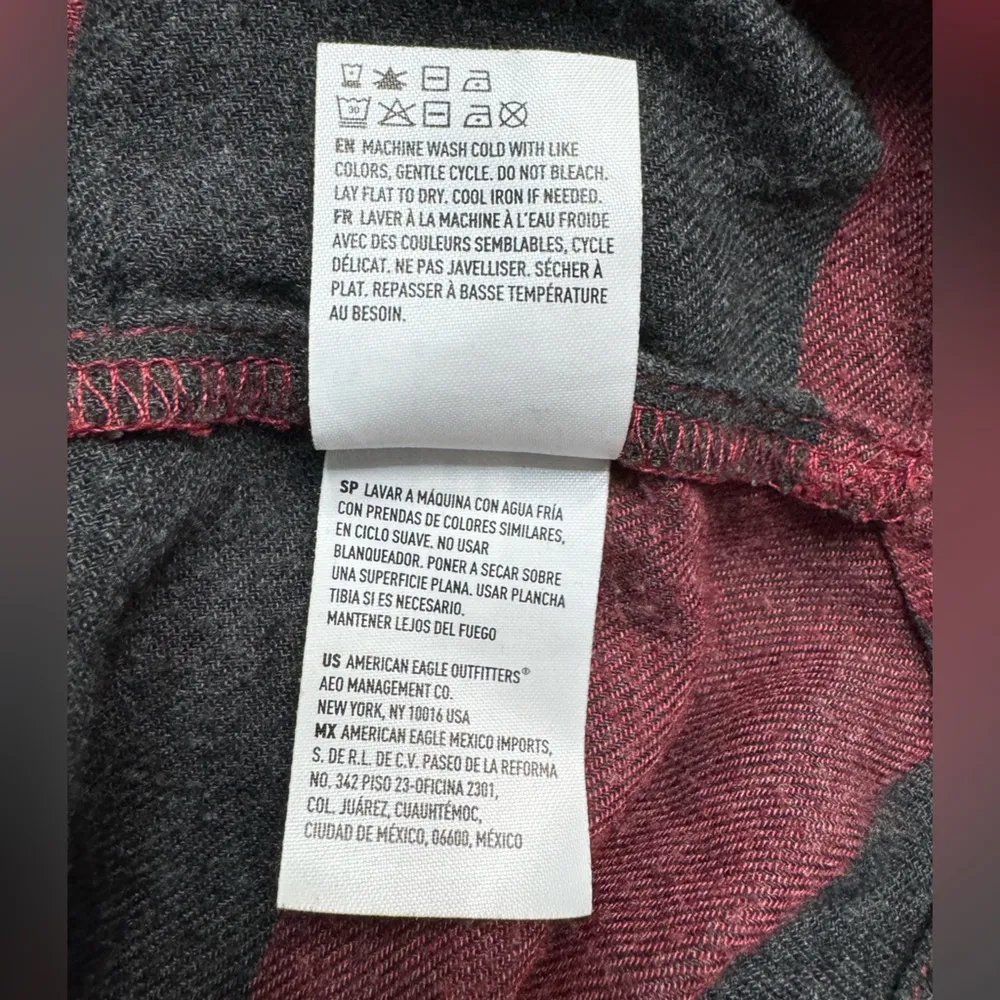 30
EN MACHINE WASH COLD WITH LIKE
COLORS, GENTLE CYCLE. DO NOT BLEACH.
LAY FLAT TO DRY. COOL IRON IF NEEDED.
FR LAVER À LA MACHINE À L'EAU FROIDE
AVEC DES COULEURS SEMBLABLES, CYCLE
DÉLICAT. NE PAS JAVELLISER. SÉCHER À
PLAT. REPASSER À BASSE TEMPÉRATURE
AU BESOIN.
SP LAVAR A MÁQUINA CON AGUA FRÍA
CON PRENDAS DE COLORES SIMILARES,
EN CICLO SUAVE. NO USAR
BLANQUEADOR. PONER A SECAR SOBRE
UNA SUPERFICIE PLANA. USAR PLANCHA
TIBIA SI ES NECESARIO.
MANTENER LEJOS DEL FUEGO
US AMERICAN EAGLE OUTFITTERS®
AEO MANAGEMENT CO.
NEW YORK, NY 10016 USA
MX AMERICAN EAGLE MEXICO IMPORTS,
S. DE R.L. DE C.V. PASEO DE LA REFORMA
NO. 342 PISO 23-OFICINA 2301,
COL. JUÁREZ, CUAUHTÉMOC,
CIUDAD DE MÉXICO, 06600, MÉXICO